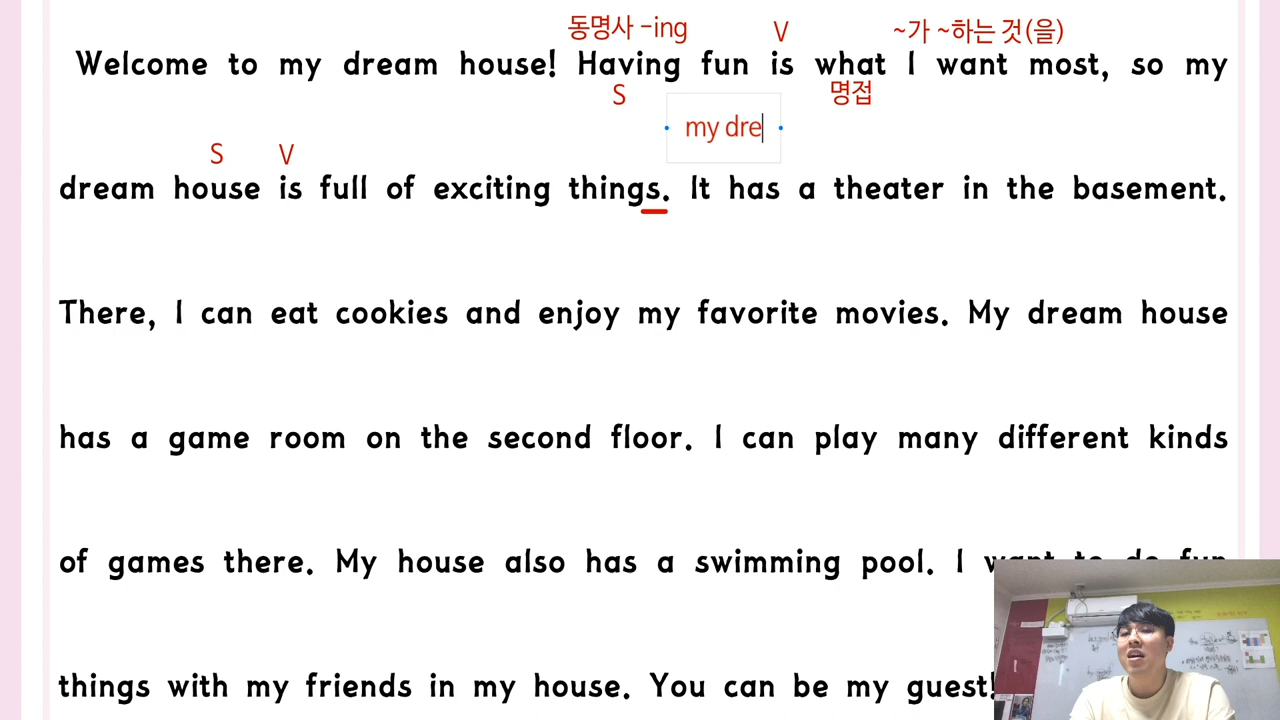 동명사 -ing V ~가 ~하는 것(을)
Welcome to my dream house! Having fun is what I want most, so my
S 명접
my dre
S V
dream house is full of exciting things. It has a theater in the basement.
There, I can eat cookies and enjoy my favorite movies. My dream house
has a game room on the second floor. I can play many different kinds
of games there. My house also has a swimming pool. I want to do fun
things with my friends in my house. You can be my guest!